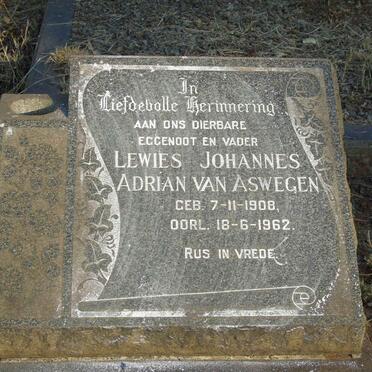 In
Liefdevolle Herinnering
AAN ONS DIERBARE
EGGENOOT EN VADER
LEWIES JOHANNES
ADRIAN VAN ASWEGEN
GEB. 7-11-1908.
OORL. 18-6-1962.
RUS IN VREDE.